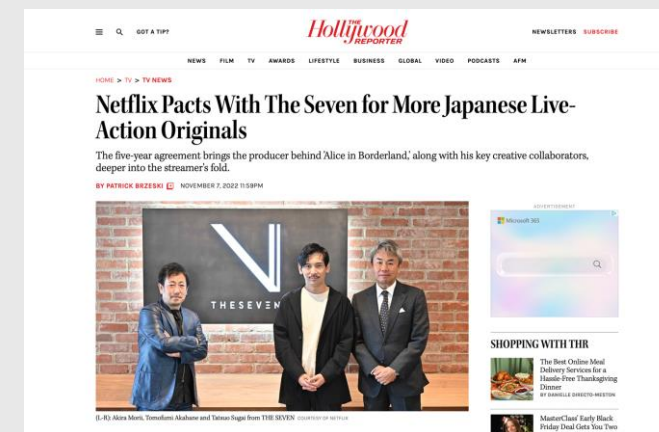 GOT A TIP?
THE
Hollywood
REPORTER
NEWSLETTERS SUBSCRIBE
NEWS FILM TV AWARDS LIFESTYLE BUSINESS GLOBAL VIDEO PODCASTS AFM
HOME > TV > TV NEWS
Netflix Pacts With The Seven for More Japanese Live-
Action Originals
The five-year agreement brings the producer behind 'Alice in Borderland,' along with his key creative collaborators,
deeper into the streamer's fold.
BY PATRICK BRZESKI NOVEMBER 7, 2022 11:59PM
THESEVEN
(L-R): Akira Morii, Tomofumi Akabane and Tatsuo Sugai from THE SEVEN COURTESY OF NETFLIX
ADVERTISEMENT
Microsoft 365
SHOPPING WITH THR
The Best Online Meal
Delivery Services for a
Hassle-Free Thanksgiving
Dinner
BY DANIELLE DIRECTO-MESTON
MasterClass' Early Black
Friday Deal Gets You Two